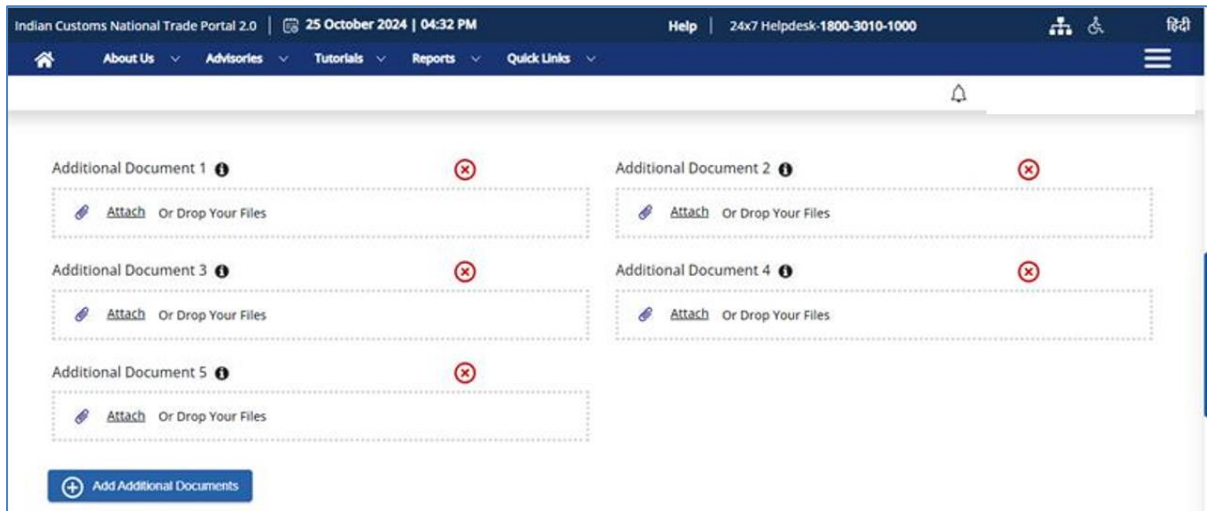 Indian Customs National Trade Portal 2.0 | 25 October 2024 | 04:32 PM Help | 24x7 Helpdesk-1800-3010-1000 हिंदी
About Us Advisories Tutorials Reports Quick Links
Additional Document 1 Additional Document 2
Attach Or Drop Your Files Attach Or Drop Your Files
Additional Document 3 Additional Document 4
Attach Or Drop Your Files Attach Or Drop Your Files
Additional Document 5
Attach Or Drop Your Files
Add Additional Documents